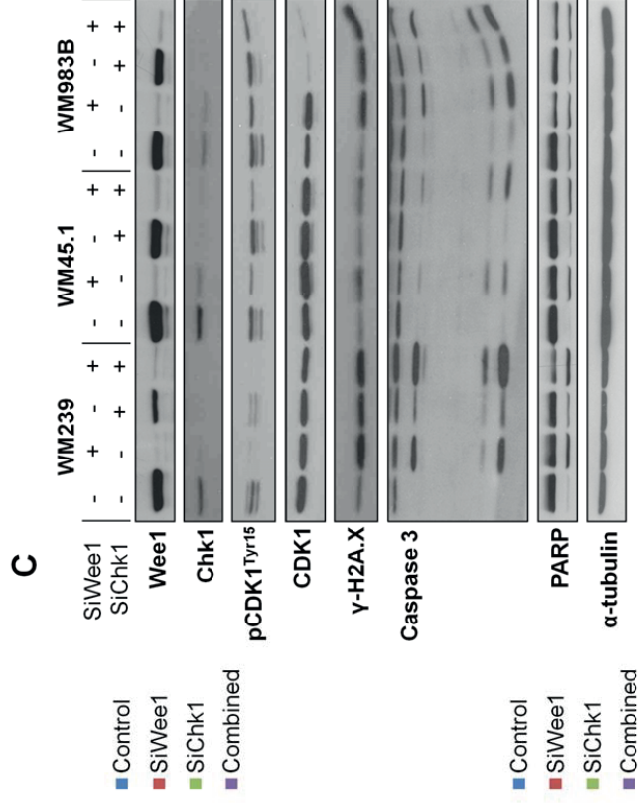 C
WM239 WM45.1 WM983B
SiWee1 - + - + - + - + - + - +
SiChk1 - - + + - - + + - - + +
Wee1
Chk1
pCDK1Tyr15
CDK1
γ-H2A.X
Caspase 3
PARP
α-tubulin
Control
SiWee1
SiChk1
Combined
Control
SiWee1
SiChk1
Combined